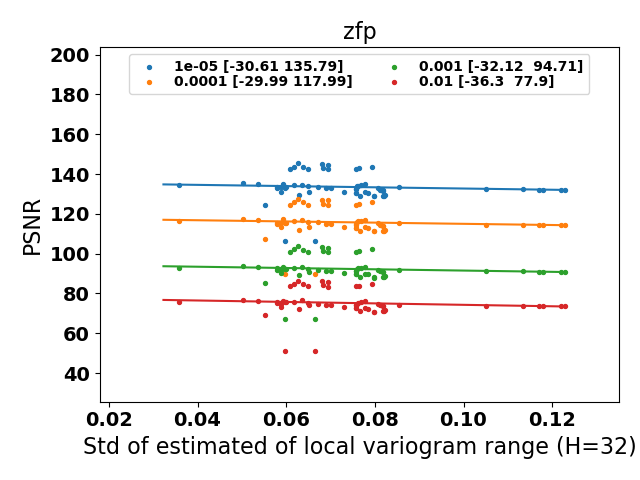 zfp
1e-05 [-30.61 135.79]
0.0001 [-29.99 117.99]
0.001 [-32.12  94.71]
0.01 [-36.3  77.9]
PSNR
200
180
160
140
120
100
80
60
40
0.02 0.04 0.06 0.08 0.10 0.12
Std of estimated of local variogram range (H=32)